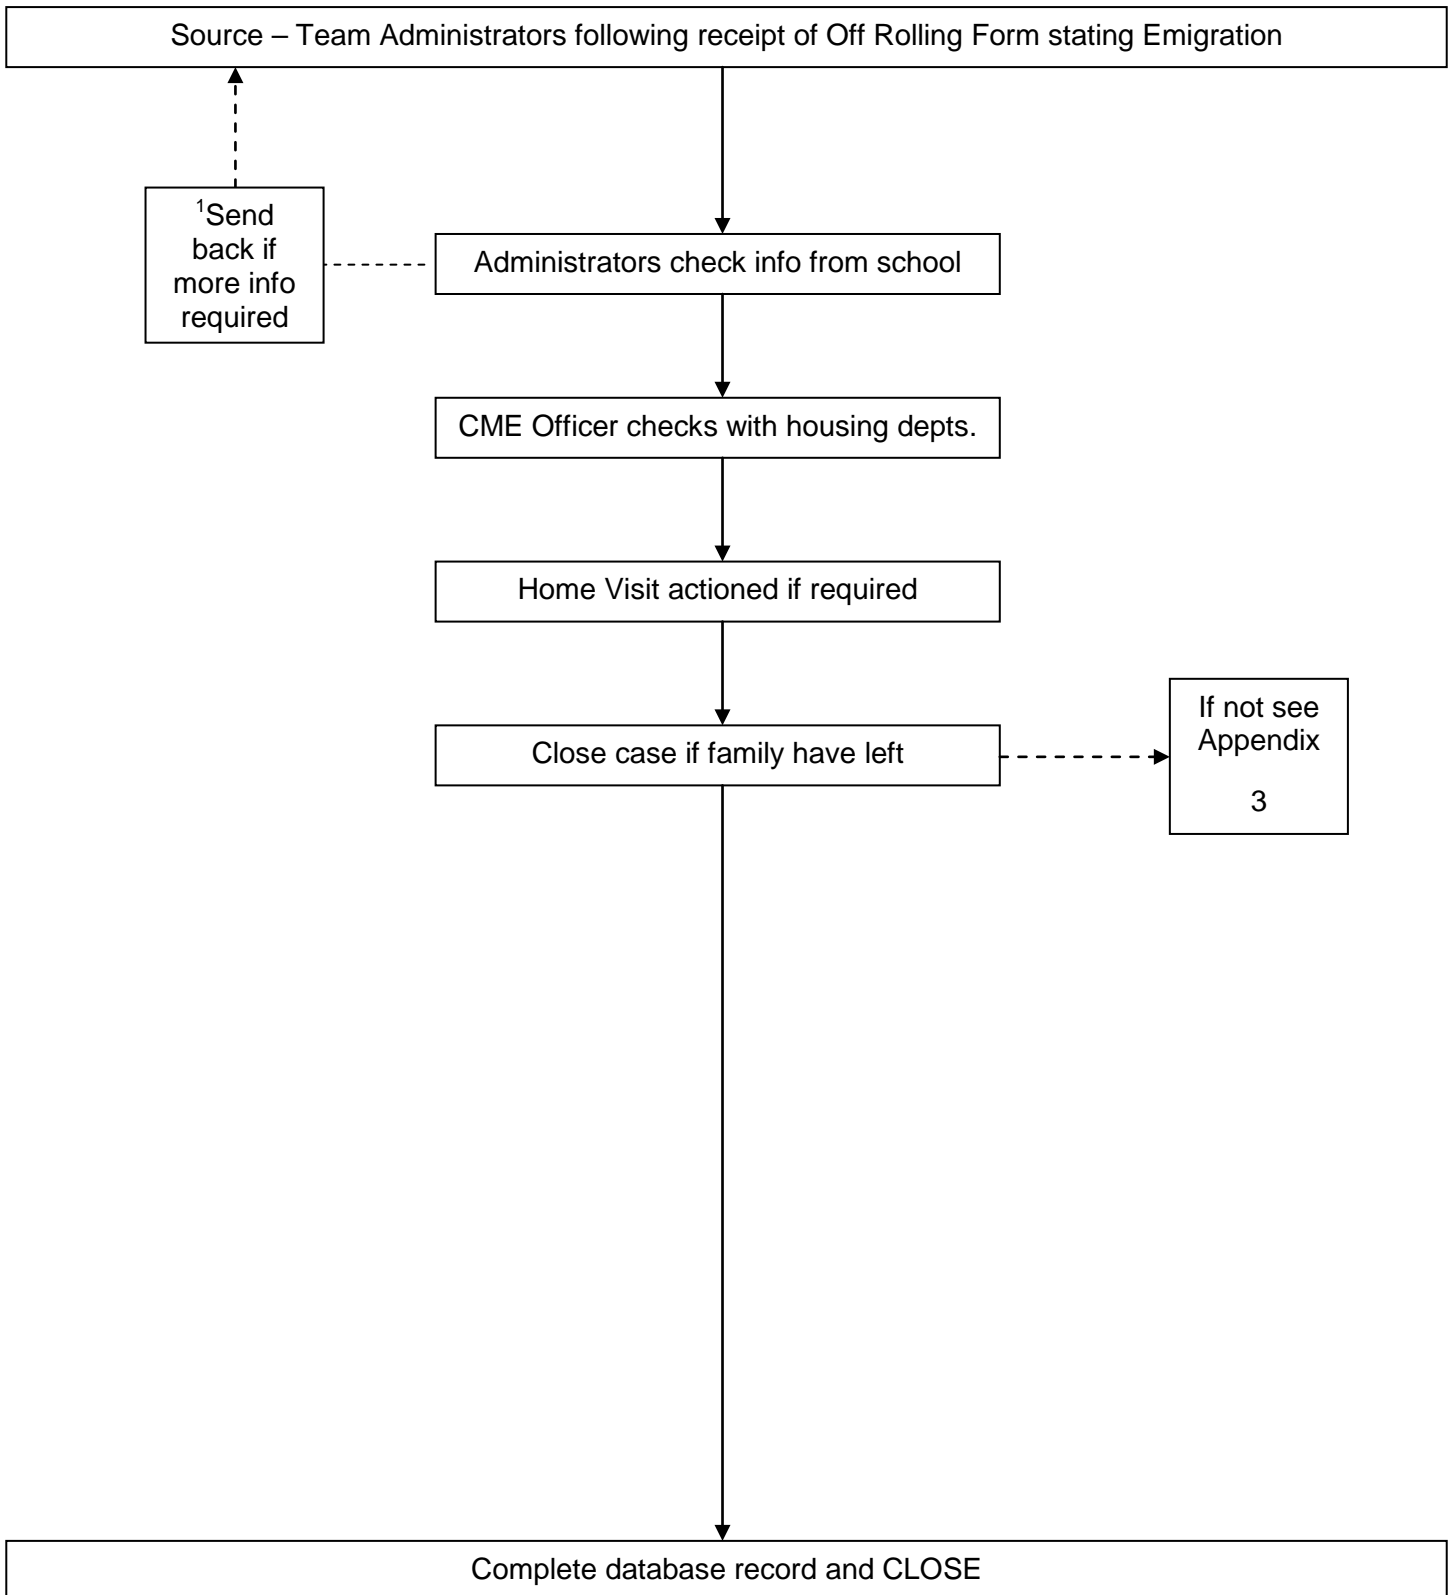 Source – Team Administrators following receipt of Off Rolling Form stating Emigration
¹Send
back if
more info
required
Administrators check info from school
CME Officer checks with housing depts.
Home Visit actioned if required
Close case if family have left
If not see
Appendix
3
Complete database record and CLOSE